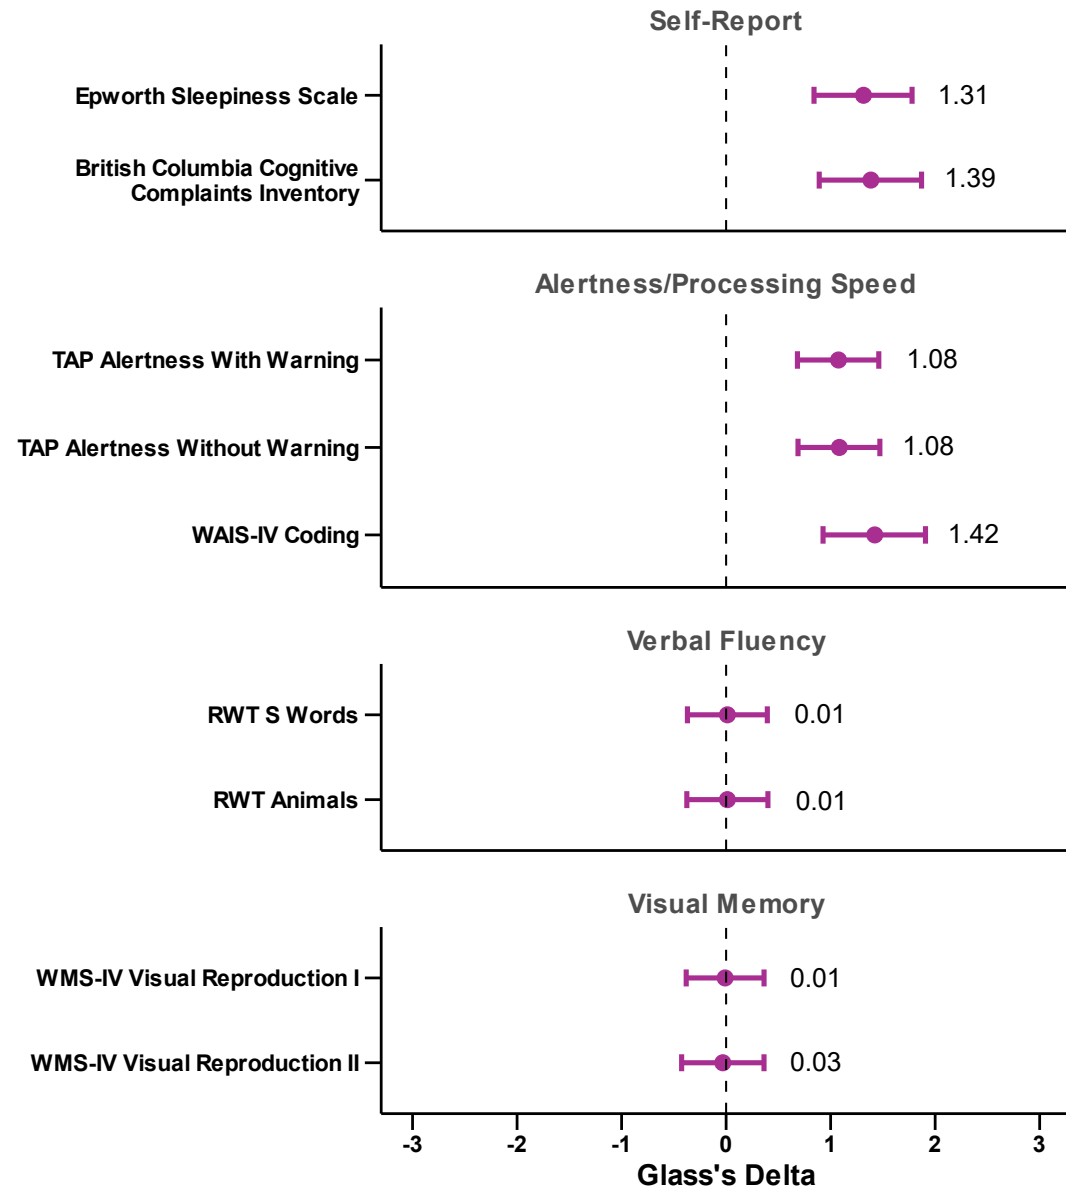 Self-Report
Epworth Sleepiness Scale
1.31
British Columbia Cognitive
Complaints Inventory
1.39
Alertness/Processing Speed
TAP Alertness With Warning
1.08
TAP Alertness Without Warning
1.08
WAIS-IV Coding
1.42
Verbal Fluency
RWT S Words
0.01
RWT Animals
0.01
Visual Memory
WMS-IV Visual Reproduction I
0.01
WMS-IV Visual Reproduction II
0.03
-3 -2 -1 0 1 2 3
Glass's Delta